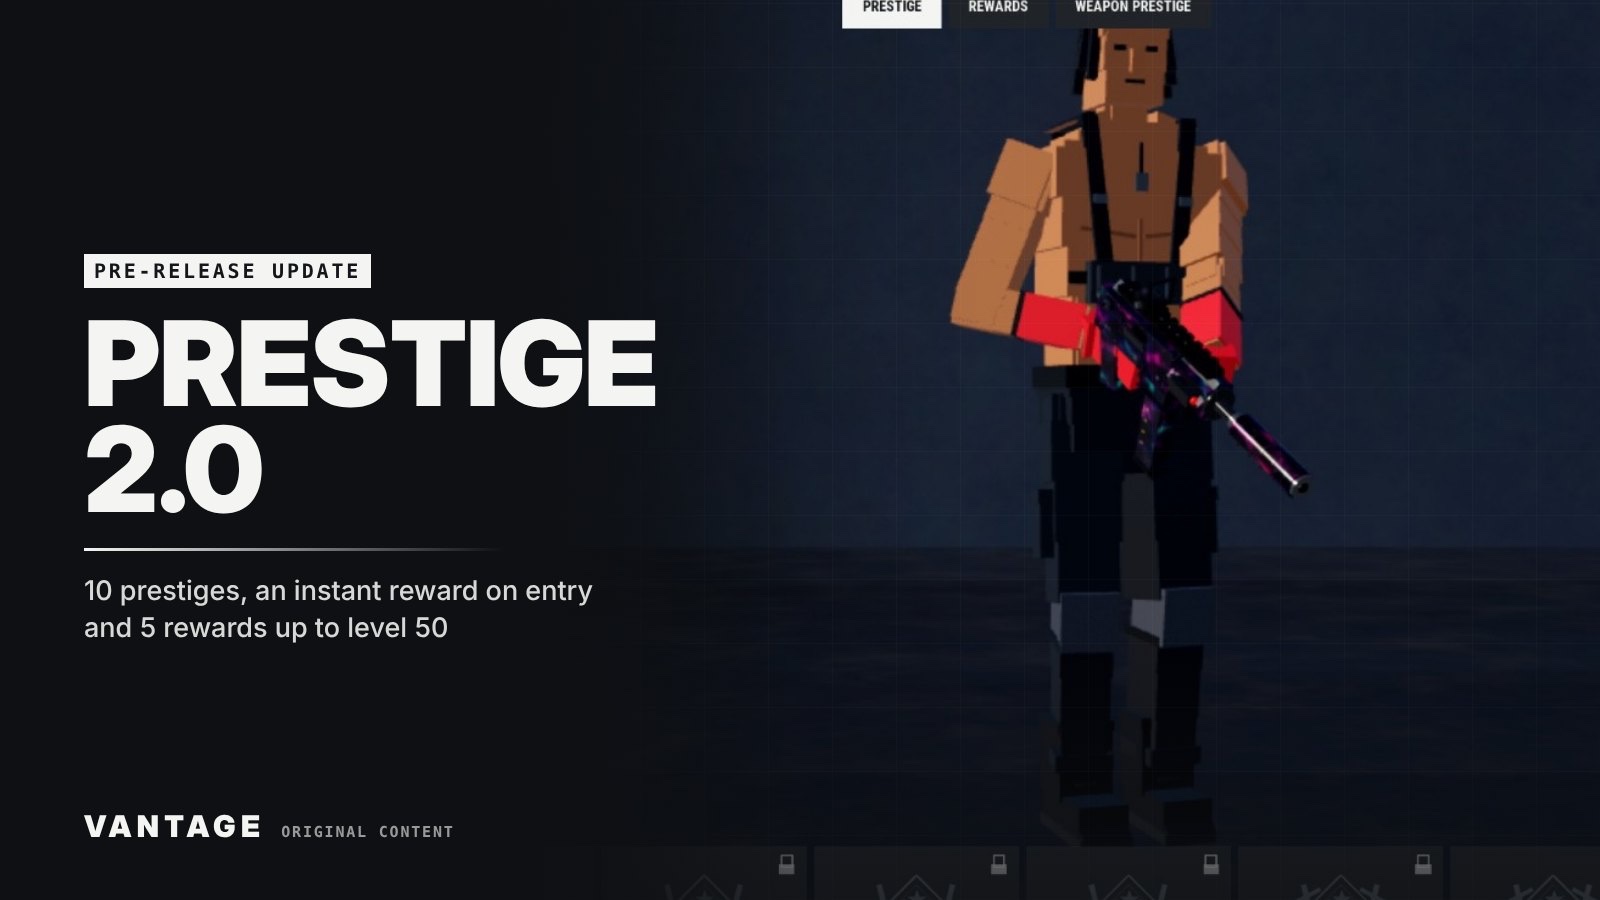 PRESTIGE REWARDS WEAPON PRESTIGE
PRE-RELEASE UPDATE
PRESTIGE
2.0
10 prestiges, an instant reward on entry
and 5 rewards up to level 50
VANTAGE ORIGINAL CONTENT